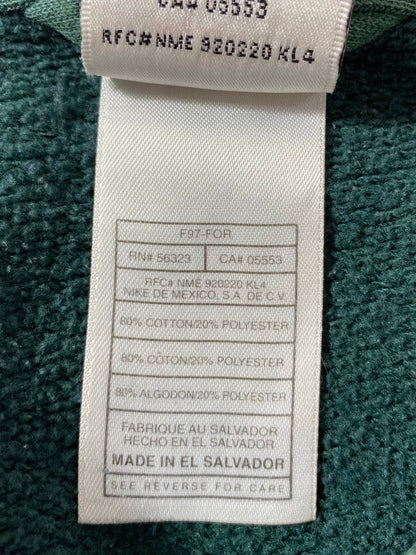 CA# 05553
RFC# NME 920220 KL4
F97-FOR
RN# 56323 CA# 05553
RFC# NME 920220 KL4
NIKE DE MEXICO, S.A. DE C.V.
80% COTTON/20% POLYESTER
80% COTON/20% POLYESTER
80% ALGODON/20% POLYESTER
FABRIQUE AU SALVADOR
HECHO EN EL SALVADOR
MADE IN EL SALVADOR
SEE REVERSE FOR CARE